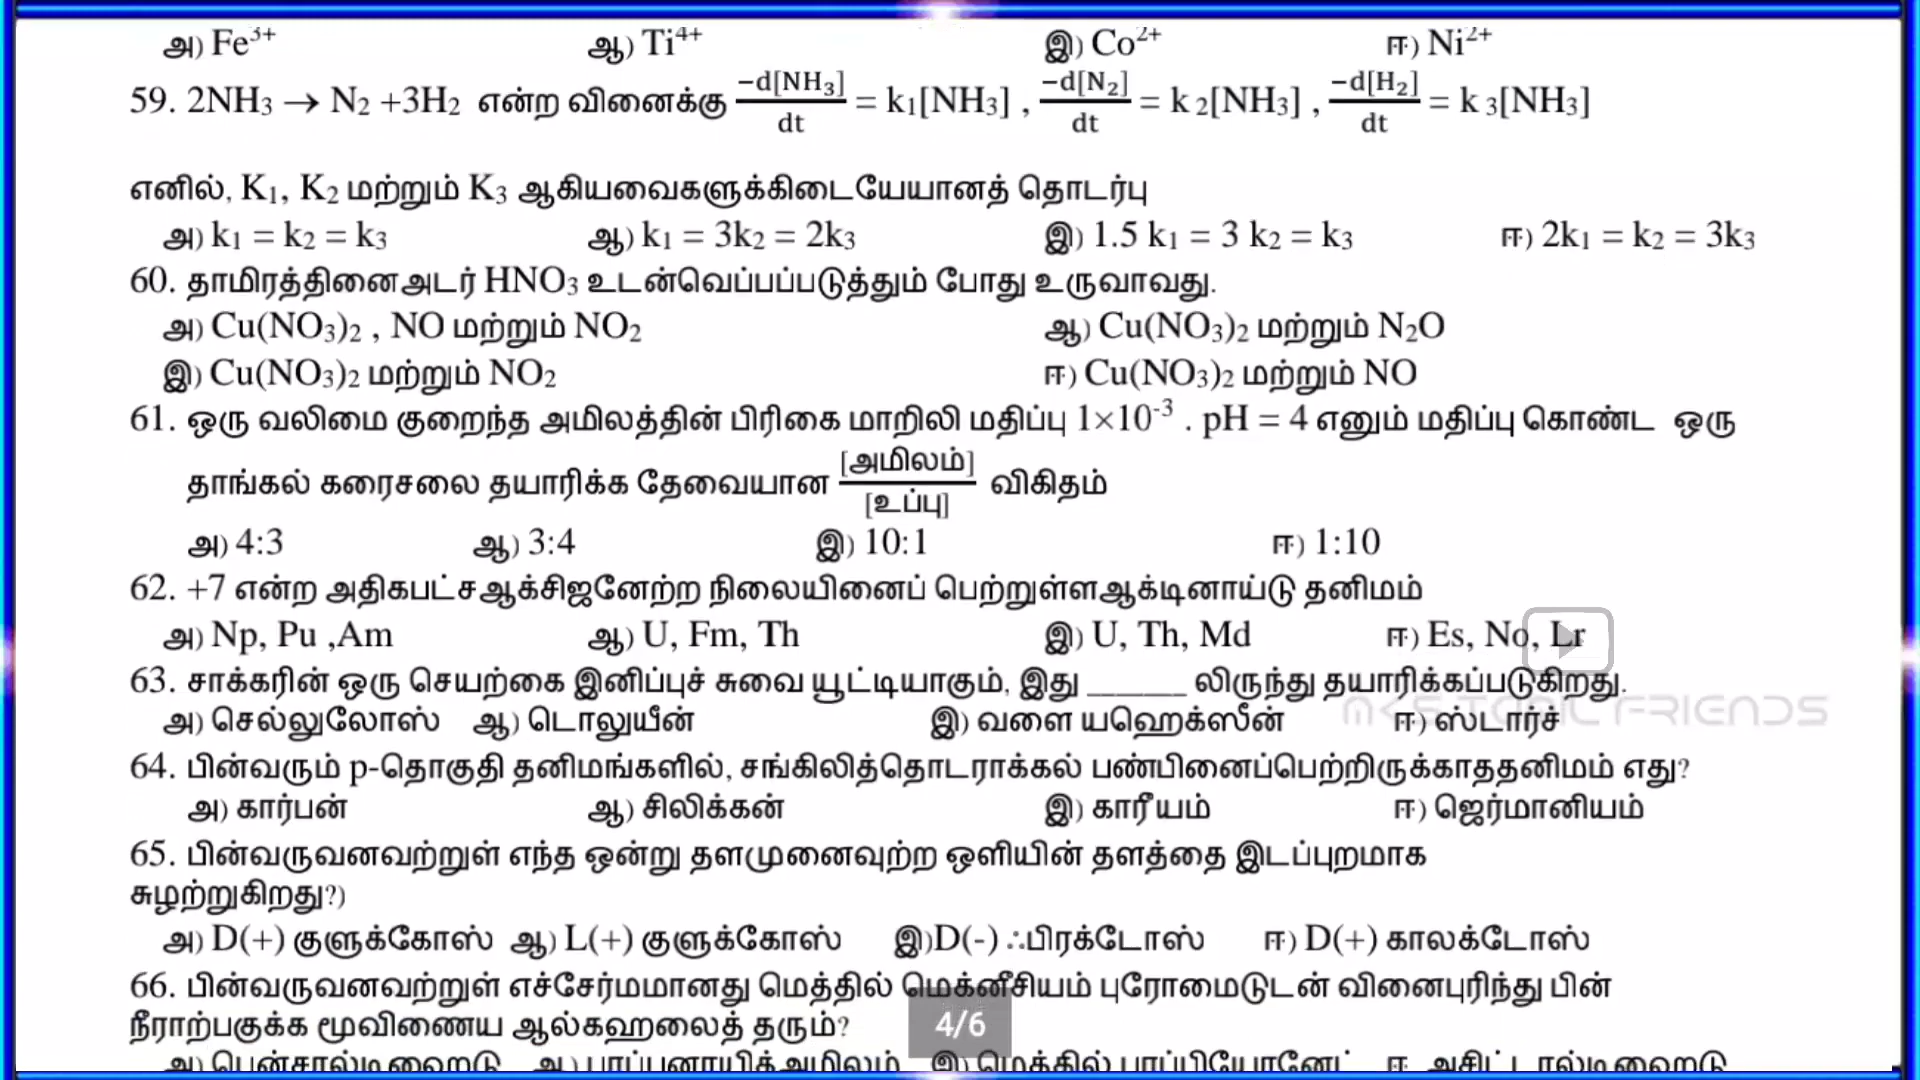 அ) Fe³⁺ ஆ) Ti⁴⁺ இ) Co²⁺ ஈ) Ni²⁺
59. 2NH₃ → N₂ +3H₂ என்ற வினைக்கு −d[NH₃]/dt = k₁[NH₃] , −d[N₂]/dt = k ₂[NH₃] , −d[H₂]/dt = k ₃[NH₃]
எனில், K₁, K₂ மற்றும் K₃ ஆகியவைகளுக்கிடையேயானத் தொடர்பு
அ) k₁ = k₂ = k₃ ஆ) k₁ = 3k₂ = 2k₃ இ) 1.5 k₁ = 3 k₂ = k₃ ஈ) 2k₁ = k₂ = 3k₃
60. தாமிரத்தினைஅடர் HNO₃ உடன்வெப்பப்படுத்தும் போது உருவாவது.
அ) Cu(NO₃)₂ , NO மற்றும் NO₂ ஆ) Cu(NO₃)₂ மற்றும் N₂O
இ) Cu(NO₃)₂ மற்றும் NO₂ ஈ) Cu(NO₃)₂ மற்றும் NO
61. ஒரு வலிமை குறைந்த அமிலத்தின் பிரிகை மாறிலி மதிப்பு 1×10⁻³ . pH = 4 எனும் மதிப்பு கொண்ட ஒரு
தாங்கல் கரைசலை தயாரிக்க தேவையான [அமிலம்]/[உப்பு] விகிதம்
அ) 4:3 ஆ) 3:4 இ) 10:1 ஈ) 1:10
62. +7 என்ற அதிகபட்சஆக்சிஜனேற்ற நிலையினைப் பெற்றுள்ளஆக்டினாய்டு தனிமம்
அ) Np, Pu ,Am ஆ) U, Fm, Th இ) U, Th, Md ஈ) Es, No, Lr
63. சாக்கரின் ஒரு செயற்கை இனிப்புச் சுவை யூட்டியாகும், இது ______ லிருந்து தயாரிக்கப்படுகிறது.
அ) செல்லுலோஸ் ஆ) டொலுயீன் இ) வளை யஹெக்ஸீன் ஈ) ஸ்டார்ச்
64. பின்வரும் p-தொகுதி தனிமங்களில், சங்கிலித்தொடராக்கல் பண்பினைப்பெற்றிருக்காததனிமம் எது?
அ) கார்பன் ஆ) சிலிக்கன் இ) காரீயம் ஈ) ஜெர்மானியம்
65. பின்வருவனவற்றுள் எந்த ஒன்று தளமுனைவுற்ற ஒளியின் தளத்தை இடப்புறமாக
சுழற்றுகிறது?)
அ) D(+) குளுக்கோஸ் ஆ) L(+) குளுக்கோஸ் இ)D(-) ஃபிரக்டோஸ் ஈ) D(+) காலக்டோஸ்
66. பின்வருவனவற்றுள் எச்சேர்மமானது மெத்தில் மெக்னீசியம் புரோமைடுடன் வினைபுரிந்து பின்
நீராற்பகுக்க மூவிணைய ஆல்கஹலைத் தரும்?
4/6